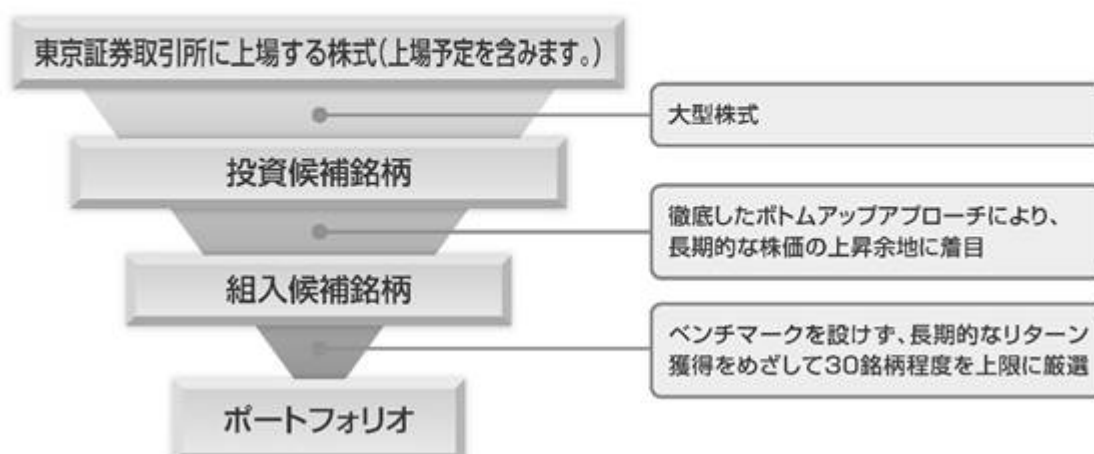 東京証券取引所に上場する株式(上場予定を含みます。)
大型株式
投資候補銘柄
徹底したボトムアップアプローチにより、
長期的な株価の上昇余地に着目
組入候補銘柄
ベンチマークを設けず、長期的なリターン
獲得をめざして30銘柄程度を上限に厳選
ポートフォリオ